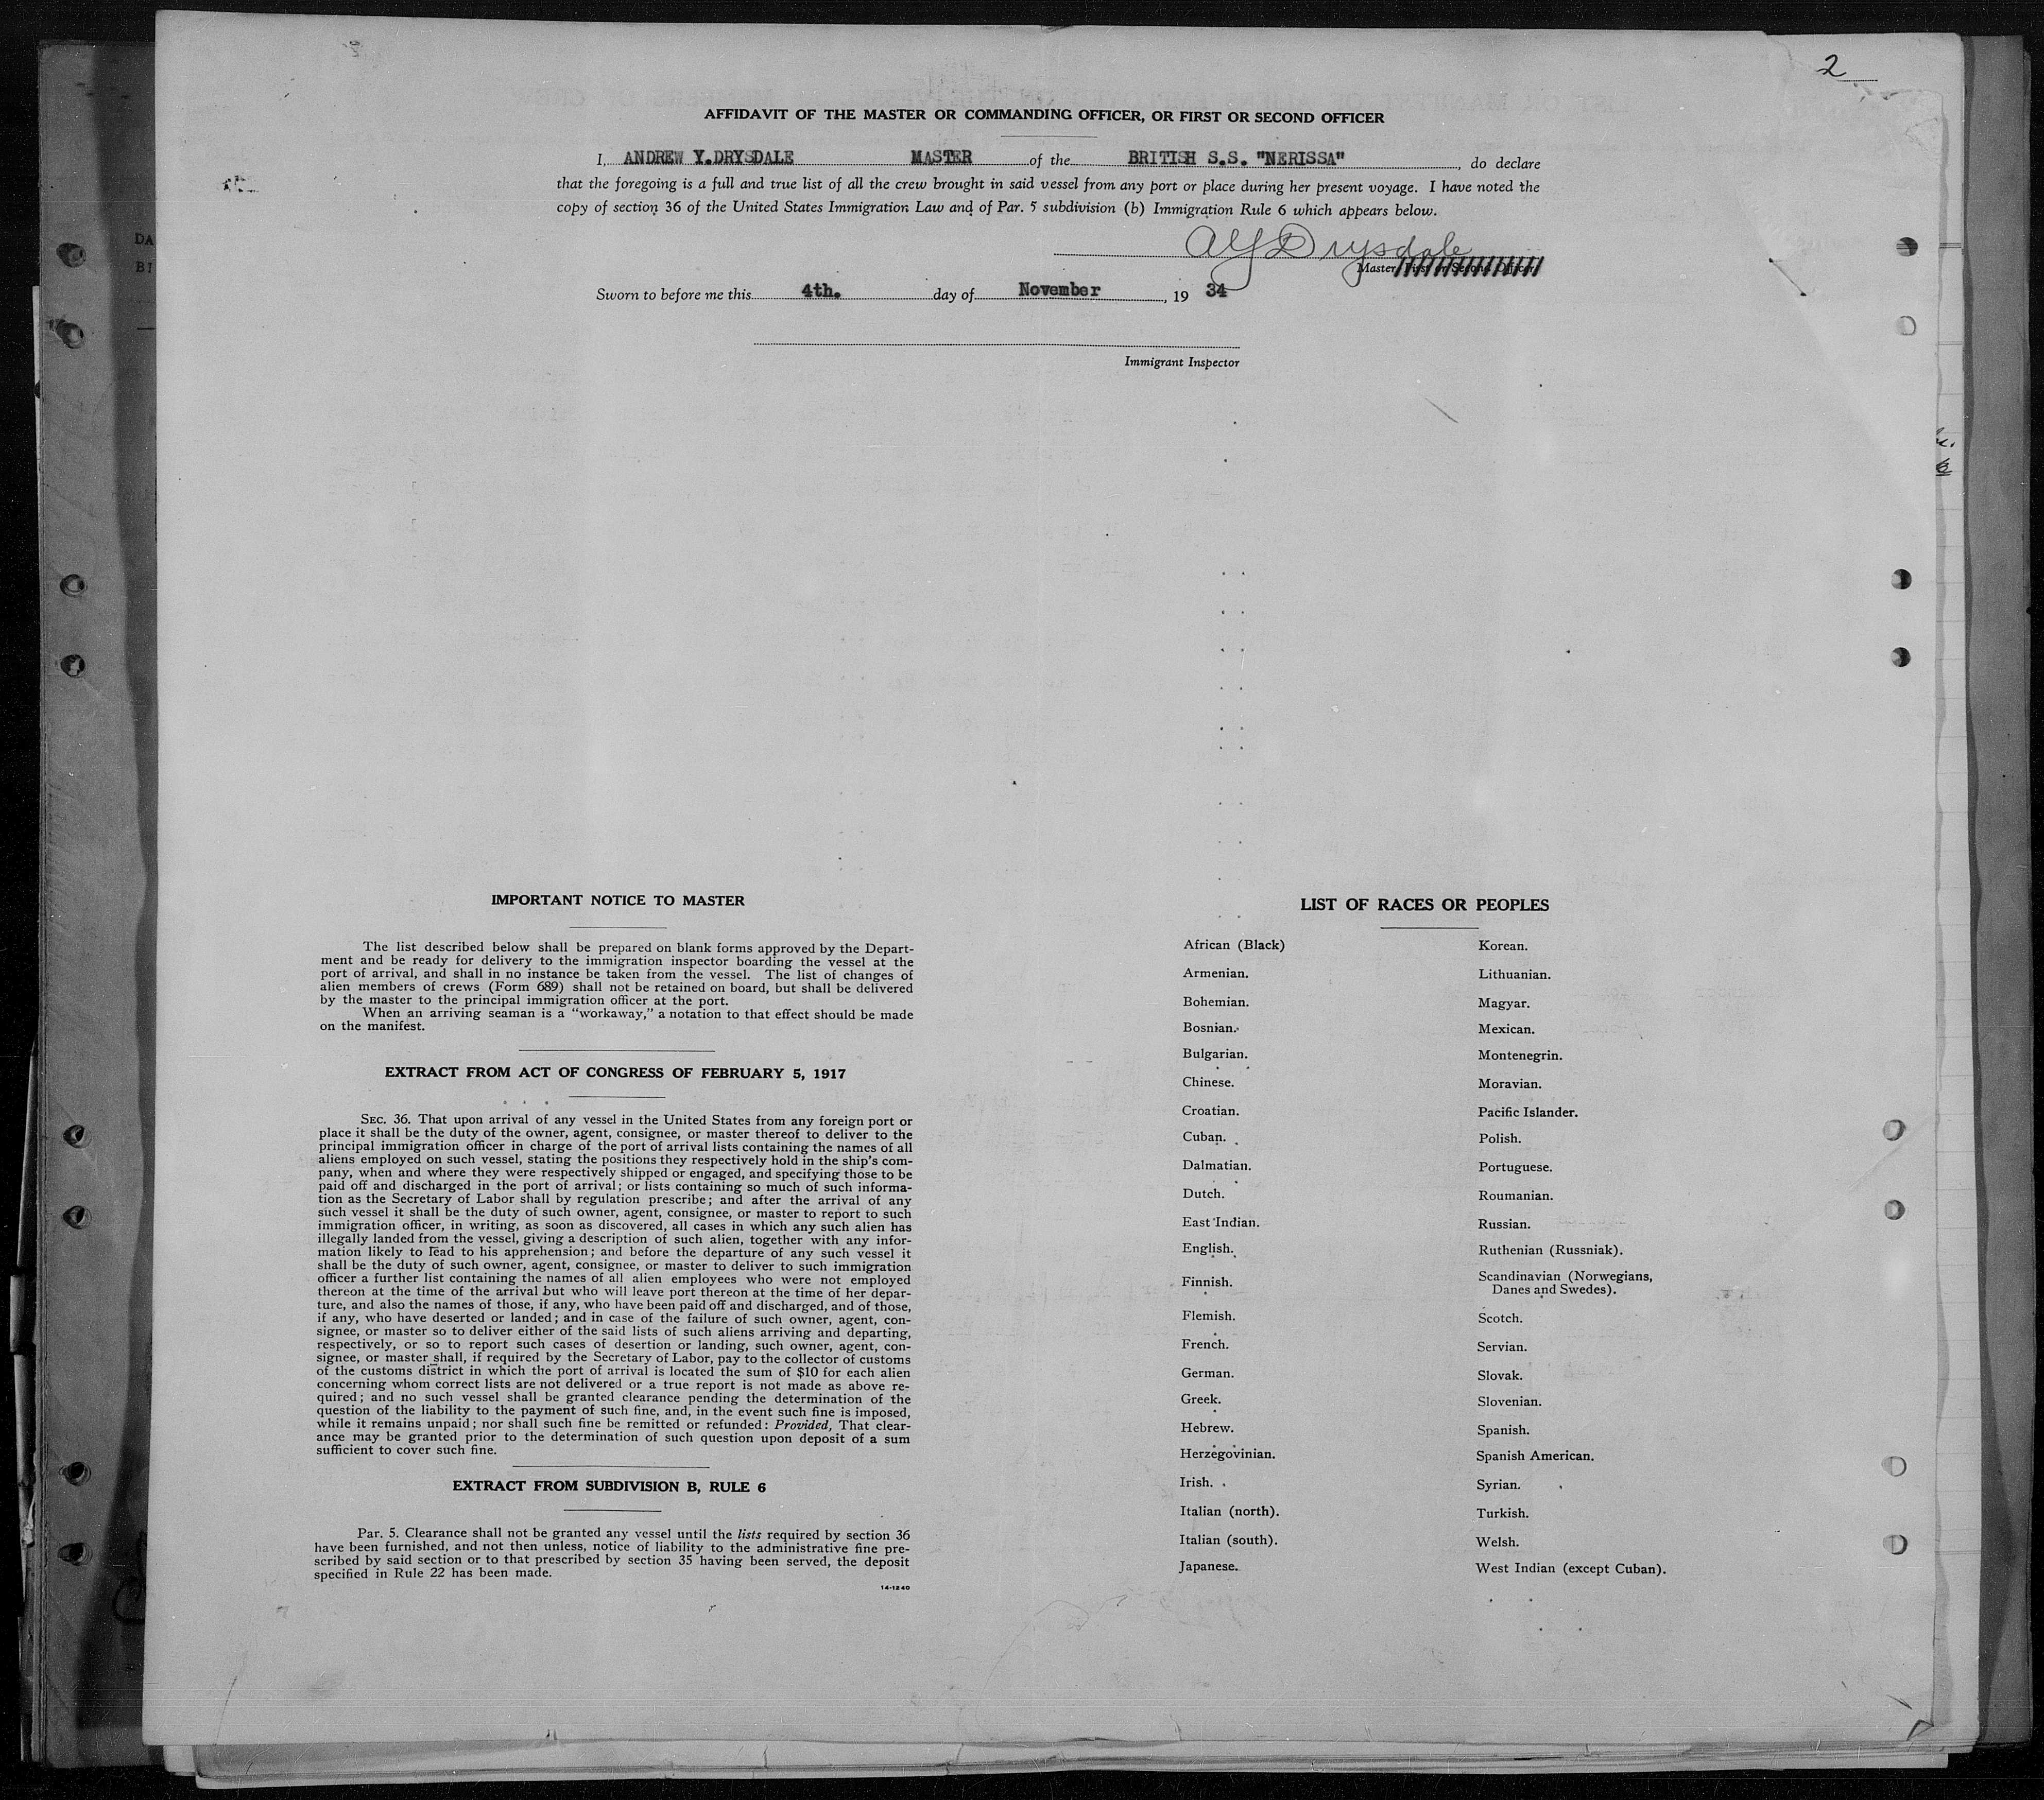 2
AFFIDAVIT OF THE MASTER OR COMMANDING OFFICER, OR FIRST OR SECOND OFFICER
I, ANDREW Y.DRYSDALE MASTER of the BRITISH S.S. "NERISSA", do declare
that the foregoing is a full and true list of all the crew brought in said vessel from any port or place during her present voyage. I have noted the
copy of section 36 of the United States Immigration Law and of Par. 5 subdivision (b) Immigration Rule 6 which appears below.
AY Drysdale
Master, First or Second Officer
Sworn to before me this 4th. day of November, 19 34
Immigrant Inspector
IMPORTANT NOTICE TO MASTER
The list described below shall be prepared on blank forms approved by the Depart-
ment and be ready for delivery to the immigration inspector boarding the vessel at the
port of arrival, and shall in no instance be taken from the vessel. The list of changes of
alien members of crews (Form 689) shall not be retained on board, but shall be delivered
by the master to the principal immigration officer at the port.
When an arriving seaman is a "workaway," a notation to that effect should be made
on the manifest.
EXTRACT FROM ACT OF CONGRESS OF FEBRUARY 5, 1917
SEC. 36. That upon arrival of any vessel in the United States from any foreign port or
place it shall be the duty of the owner, agent, consignee, or master thereof to deliver to the
principal immigration officer in charge of the port of arrival lists containing the names of all
aliens employed on such vessel, stating the positions they respectively hold in the ship's com-
pany, when and where they were respectively shipped or engaged, and specifying those to be
paid off and discharged in the port of arrival; or lists containing so much of such informa-
tion as the Secretary of Labor shall by regulation prescribe; and after the arrival of any
such vessel it shall be the duty of such owner, agent, consignee, or master to report to such
immigration officer, in writing, as soon as discovered, all cases in which any such alien has
illegally landed from the vessel, giving a description of such alien, together with any infor-
mation likely to lead to his apprehension; and before the departure of any such vessel it
shall be the duty of such owner, agent, consignee, or master to deliver to such immigration
officer a further list containing the names of all alien employees who were not employed
thereon at the time of the arrival but who will leave port thereon at the time of her depar-
ture, and also the names of those, if any, who have been paid off and discharged, and of those,
if any, who have deserted or landed; and in case of the failure of such owner, agent, con-
signee, or master so to deliver either of the said lists of such aliens arriving and departing,
respectively, or so to report such cases of desertion or landing, such owner, agent, con-
signee, or master shall, if required by the Secretary of Labor, pay to the collector of customs
of the customs district in which the port of arrival is located the sum of $10 for each alien
concerning whom correct lists are not delivered or a true report is not made as above re-
quired; and no such vessel shall be granted clearance pending the determination of the
question of the liability to the payment of such fine, and, in the event such fine is imposed,
while it remains unpaid; nor shall such fine be remitted or refunded: Provided, That clear-
ance may be granted prior to the determination of such question upon deposit of a sum
sufficient to cover such fine.
EXTRACT FROM SUBDIVISION B, RULE 6
Par. 5. Clearance shall not be granted any vessel until the lists required by section 36
have been furnished, and not then unless, notice of liability to the administrative fine pre-
scribed by said section or to that prescribed by section 35 having been served, the deposit
specified in Rule 22 has been made.
14-1240
LIST OF RACES OR PEOPLES
African (Black)
Armenian.
Bohemian.
Bosnian.
Bulgarian.
Chinese.
Croatian.
Cuban.
Dalmatian.
Dutch.
East Indian.
English.
Finnish.
Flemish.
French.
German.
Greek.
Hebrew.
Herzegovinian.
Irish.
Italian (north).
Italian (south).
Japanese.
Korean.
Lithuanian.
Magyar.
Mexican.
Montenegrin.
Moravian.
Pacific Islander.
Polish.
Portuguese.
Roumanian.
Russian.
Ruthenian (Russniak).
Scandinavian (Norwegians,
Danes and Swedes).
Scotch.
Servian.
Slovak.
Slovenian.
Spanish.
Spanish American.
Syrian.
Turkish.
Welsh.
West Indian (except Cuban).